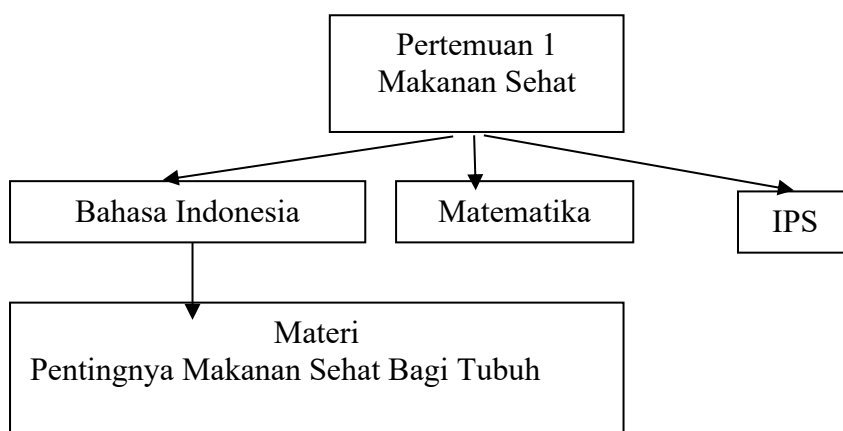 Pertemuan 1
Makanan Sehat
Bahasa Indonesia
Matematika
IPS
Materi
Pentingnya Makanan Sehat Bagi Tubuh